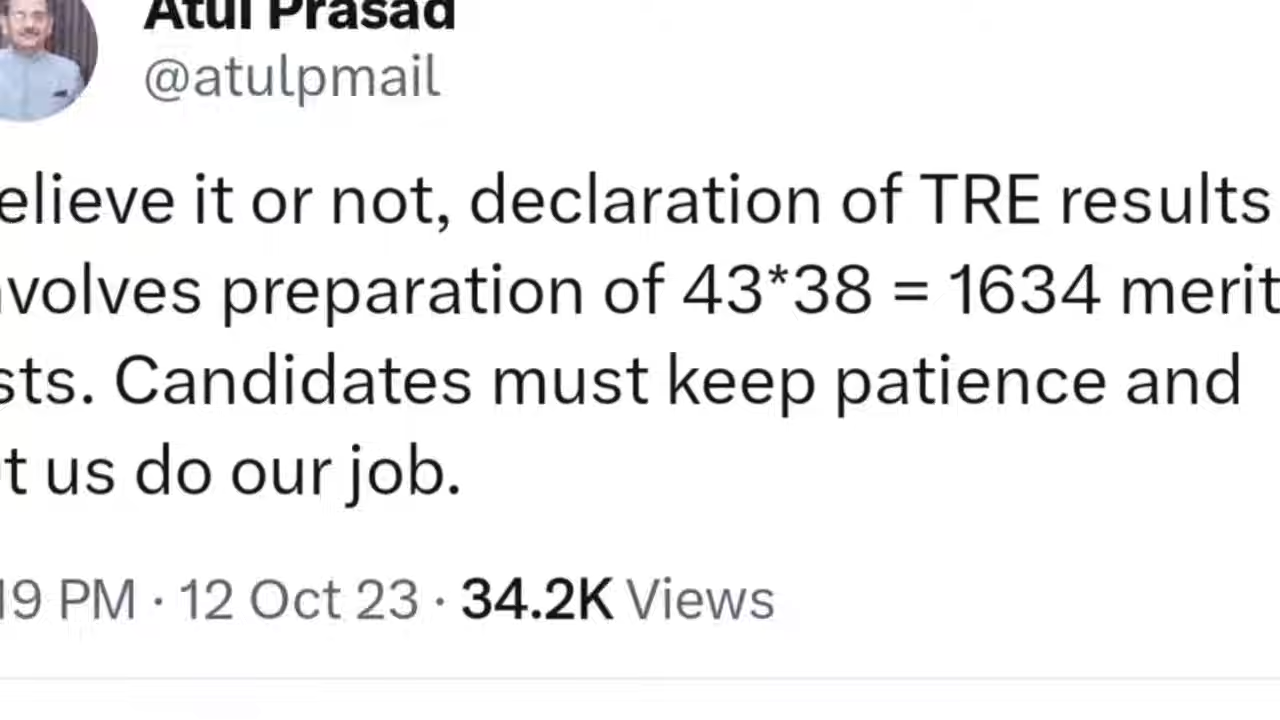 Atul Prasad
@atulpmail
elieve it or not, declaration of TRE results
volves preparation of 43*38 = 1634 merit
sts. Candidates must keep patience and
t us do our job.
19 PM · 12 Oct 23 · 34.2K Views